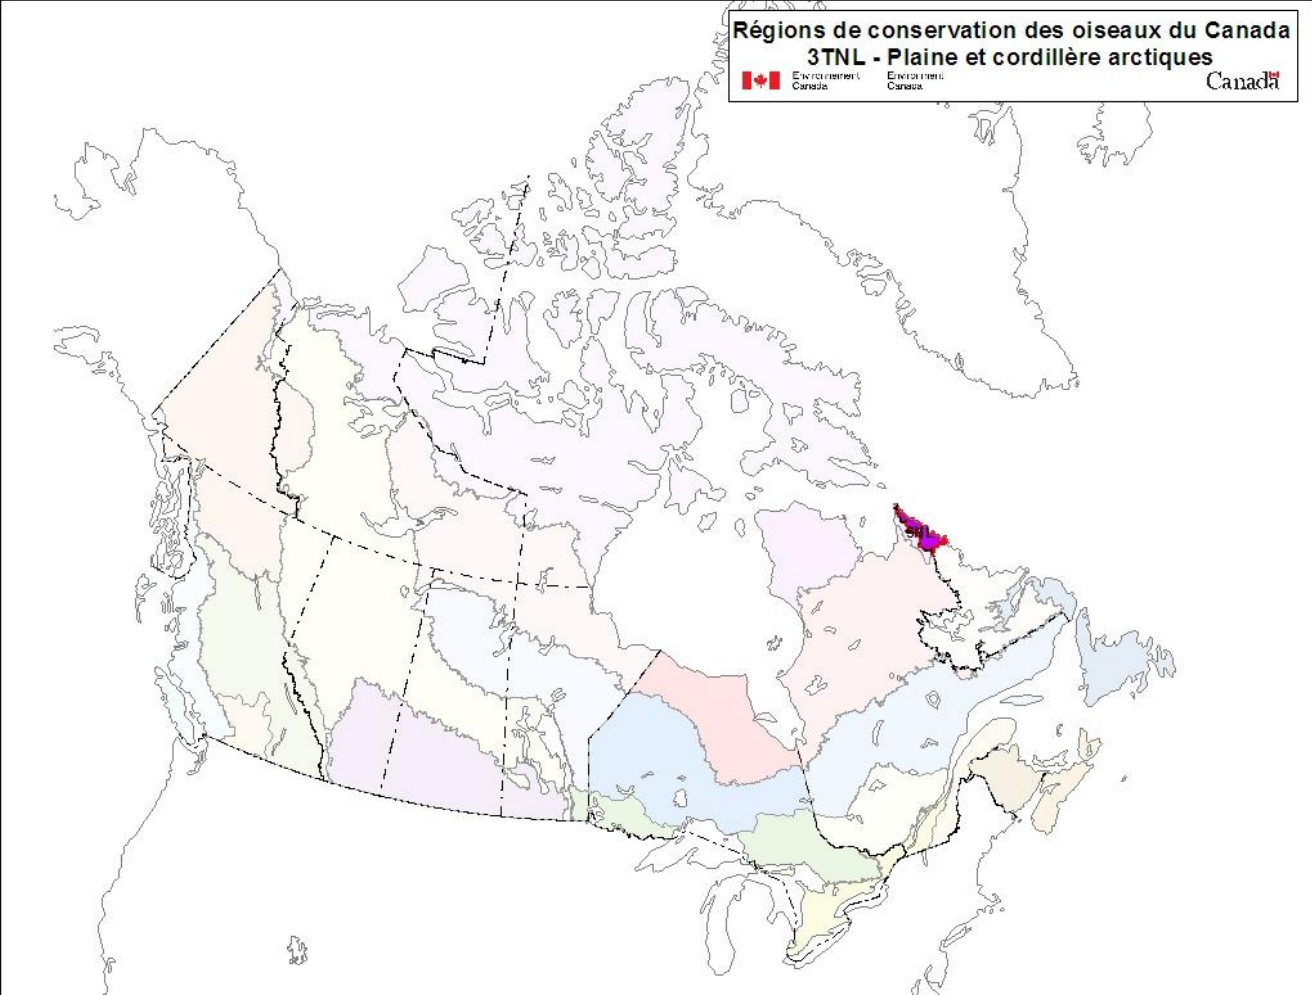 Régions de conservation des oiseaux du Canada
3TNL - Plaine et cordillère arctiques
Environnement Environment
Canada Canada
Canada